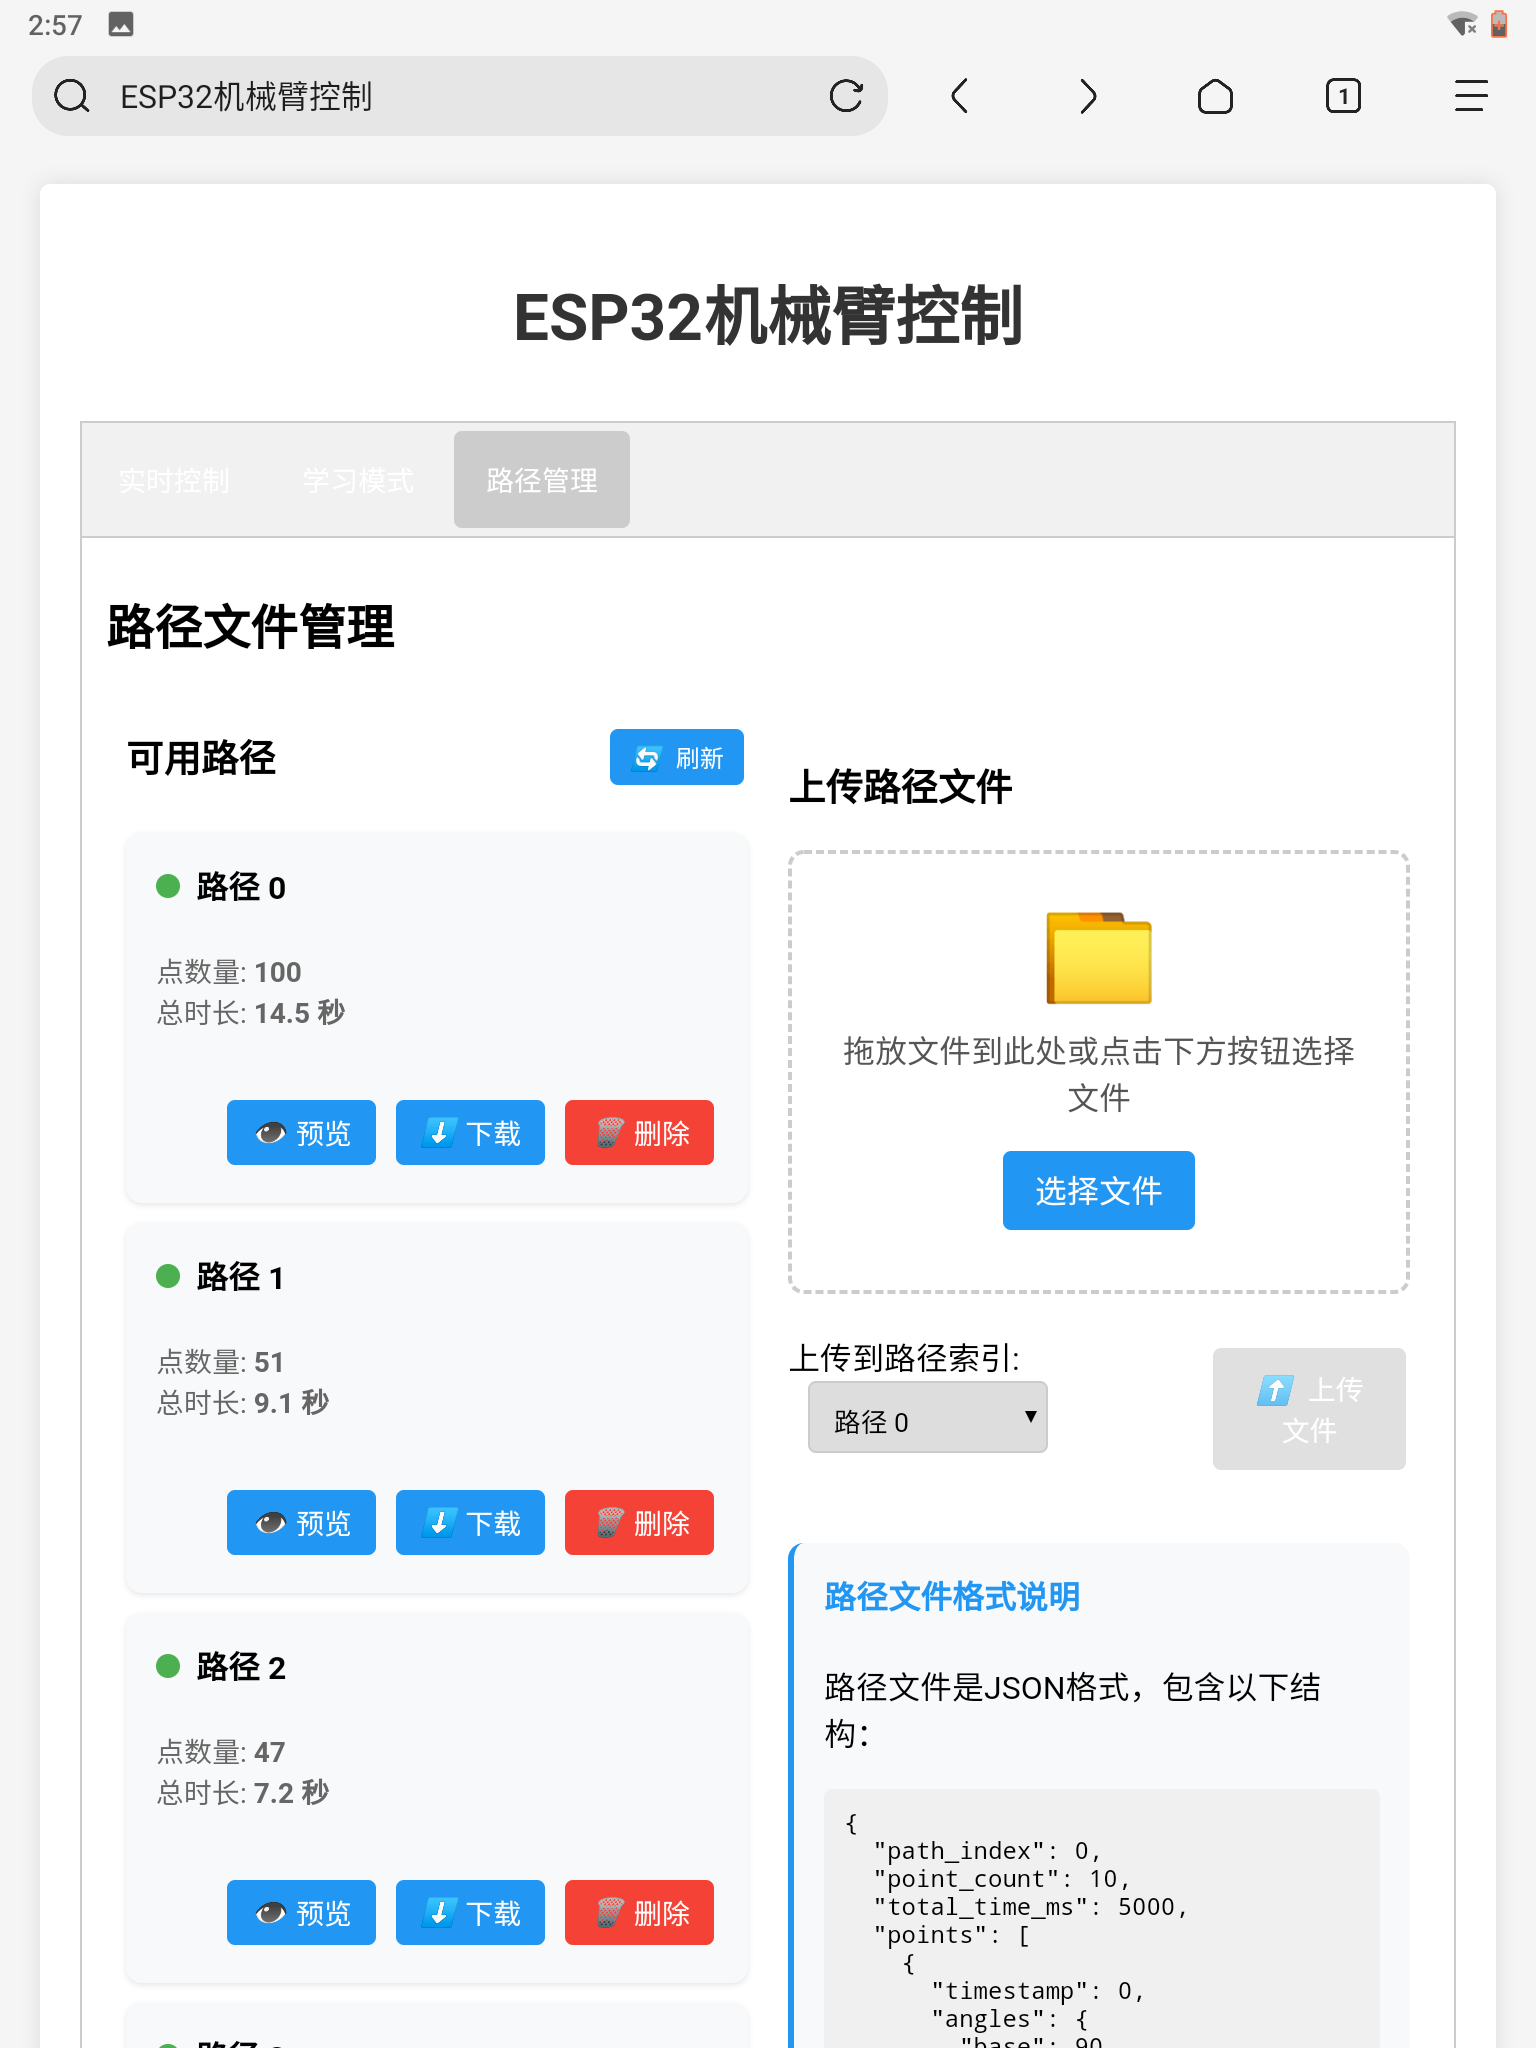 2:57
ESP32机械臂控制
1
ESP32机械臂控制
实时控制
学习模式
路径管理
路径文件管理
可用路径
刷新
路径 0
点数量: 100
总时长: 14.5 秒
预览
下载
删除
路径 1
点数量: 51
总时长: 9.1 秒
预览
下载
删除
路径 2
点数量: 47
总时长: 7.2 秒
预览
下载
删除
上传路径文件
拖放文件到此处或点击下方按钮选择
文件
选择文件
上传到路径索引:
路径 0
上传
文件
路径文件格式说明
路径文件是JSON格式，包含以下结
构：
{
"path_index": 0,
"point_count": 10,
"total_time_ms": 5000,
"points": [
{
"timestamp": 0,
"angles": {
"base": 90